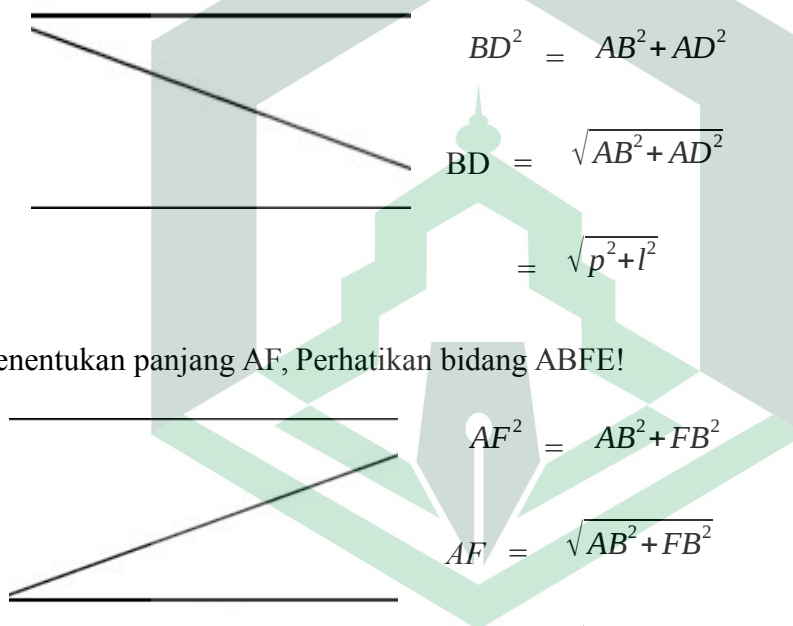 BD² = AB² + AD²
BD = √AB² + AD²
= √p² + l²
enentukan panjang AF, Perhatikan bidang ABFE!
AF² = AB² + FB²
AF = √AB² + FB²